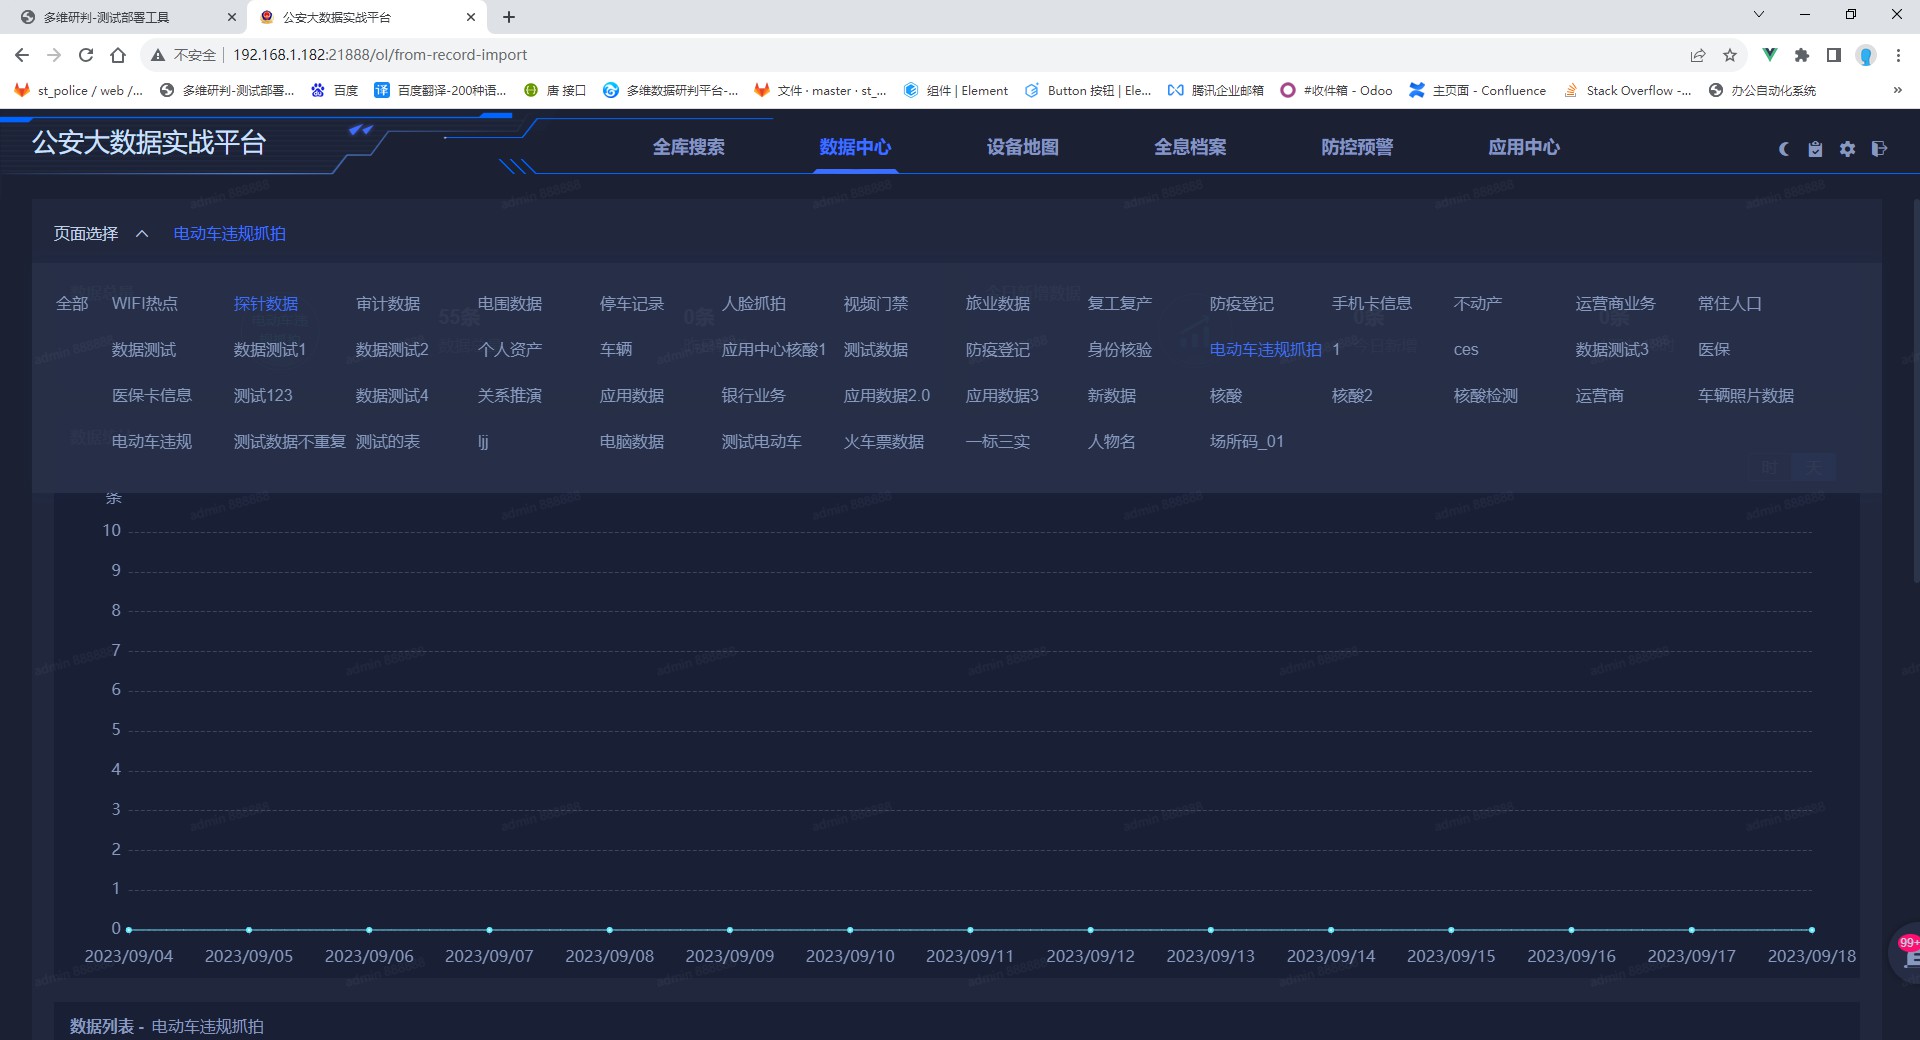 多维研判-测试部署工具
公安大数据实战平台
不安全 192.168.1.182:21888/ol/from-record-import
st_police / web /... 多维研判-测试部署... 百度 百度翻译-200种语... 唐 接口 多维数据研判平台-... 文件 · master · st_... 组件 | Element Button 按钮 | Ele... 腾讯企业邮箱 #收件箱 - Odoo 主页面 - Confluence Stack Overflow -... 办公自动化系统 »
公安大数据实战平台 全库搜索 数据中心 设备地图 全息档案 防控预警 应用中心
页面选择 电动车违规抓拍
全部 WIFI热点 探针数据 审计数据 电围数据 停车记录 人脸抓拍 视频门禁 旅业数据 复工复产 防疫登记 手机卡信息 不动产 运营商业务 常住人口
数据测试 数据测试1 数据测试2 个人资产 车辆 应用中心核酸1 测试数据 防疫登记 身份核验 电动车违规抓拍 1 ces 数据测试3 医保
医保卡信息 测试123 数据测试4 关系推演 应用数据 银行业务 应用数据2.0 应用数据3 新数据 核酸 核酸2 核酸检测 运营商 车辆照片数据
电动车违规 测试数据不重复 测试的表 ljj 电脑数据 测试电动车 火车票数据 一标三实 人物名 场所码_01
55条 0条 0条 0条
时 天
条
10
9
8
7
6
5
4
3
2
1
0
2023/09/04 2023/09/05 2023/09/06 2023/09/07 2023/09/08 2023/09/09 2023/09/10 2023/09/11 2023/09/12 2023/09/13 2023/09/14 2023/09/15 2023/09/16 2023/09/17 2023/09/18
99+
数据列表 - 电动车违规抓拍
admin 888888